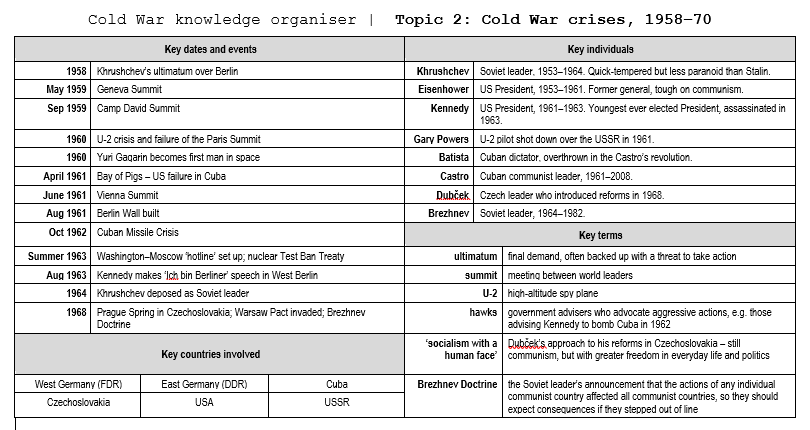 Cold War knowledge organiser | Topic 2: Cold War crises, 1958–70
Key dates and events
1958 Khrushchev's ultimatum over Berlin
May 1959 Geneva Summit
Sep 1959 Camp David Summit
1960 U-2 crisis and failure of the Paris Summit
1960 Yuri Gagarin becomes first man in space
April 1961 Bay of Pigs – US failure in Cuba
June 1961 Vienna Summit
Aug 1961 Berlin Wall built
Oct 1962 Cuban Missile Crisis
Summer 1963 Washington–Moscow 'hotline' set up; nuclear Test Ban Treaty
Aug 1963 Kennedy makes 'Ich bin Berliner' speech in West Berlin
1964 Khrushchev deposed as Soviet leader
1968 Prague Spring in Czechoslovakia; Warsaw Pact invaded; Brezhnev
Doctrine
Key countries involved
West Germany (FDR) East Germany (DDR) Cuba
Czechoslovakia USA USSR
Key individuals
Khrushchev Soviet leader, 1953–1964. Quick-tempered but less paranoid than Stalin.
Eisenhower US President, 1953–1961. Former general, tough on communism.
Kennedy US President, 1961–1963. Youngest ever elected President, assassinated in
1963.
Gary Powers U-2 pilot shot down over the USSR in 1961.
Batista Cuban dictator, overthrown in the Castro's revolution.
Castro Cuban communist leader, 1961–2008.
Dubček Czech leader who introduced reforms in 1968.
Brezhnev Soviet leader, 1964–1982.
Key terms
ultimatum final demand, often backed up with a threat to take action
summit meeting between world leaders
U-2 high-altitude spy plane
hawks government advisers who advocate aggressive actions, e.g. those
advising Kennedy to bomb Cuba in 1962
'socialism with a Dubček's approach to his reforms in Czechoslovakia – still
human face' communism, but with greater freedom in everyday life and politics
Brezhnev Doctrine the Soviet leader's announcement that the actions of any individual
communist country affected all communist countries, so they should
expect consequences if they stepped out of line